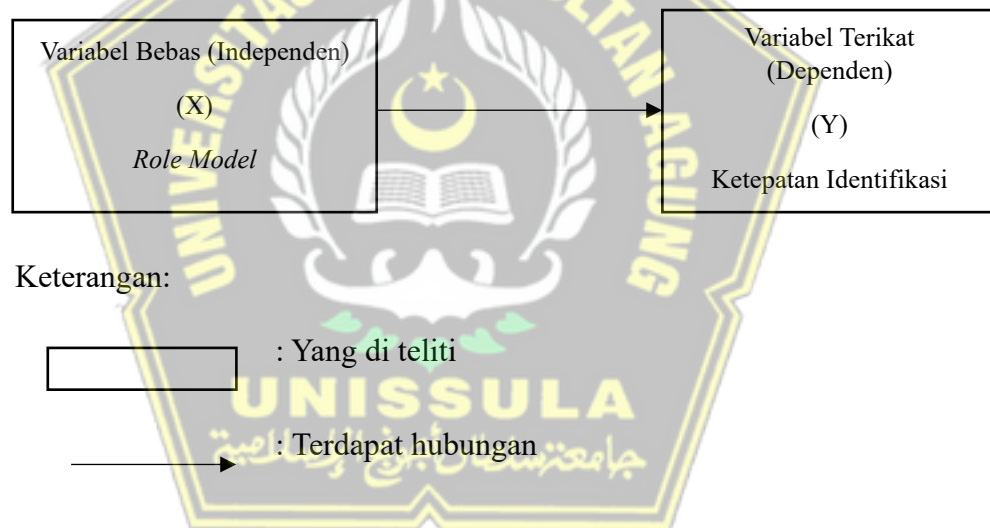 Variabel Bebas (Independen)
(X)
Role Model
Variabel Terikat
(Dependen)
(Y)
Ketepatan Identifikasi
Keterangan:
: Yang di teliti
: Terdapat hubungan
UNISSULA